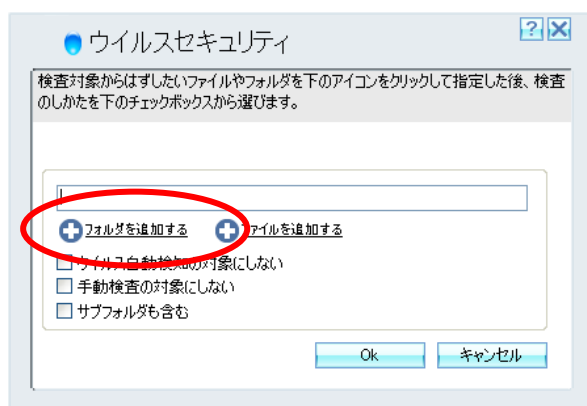 ウイルスセキュリティ
検査対象からはずしたいファイルやフォルダを下のアイコンをクリックして指定した後、検査
のしかたを下のチェックボックスから選びます。
フォルダを追加する ファイルを追加する
ウイルス自動検知の対象にしない
手動検査の対象にしない
サブフォルダも含む
Ok キャンセル